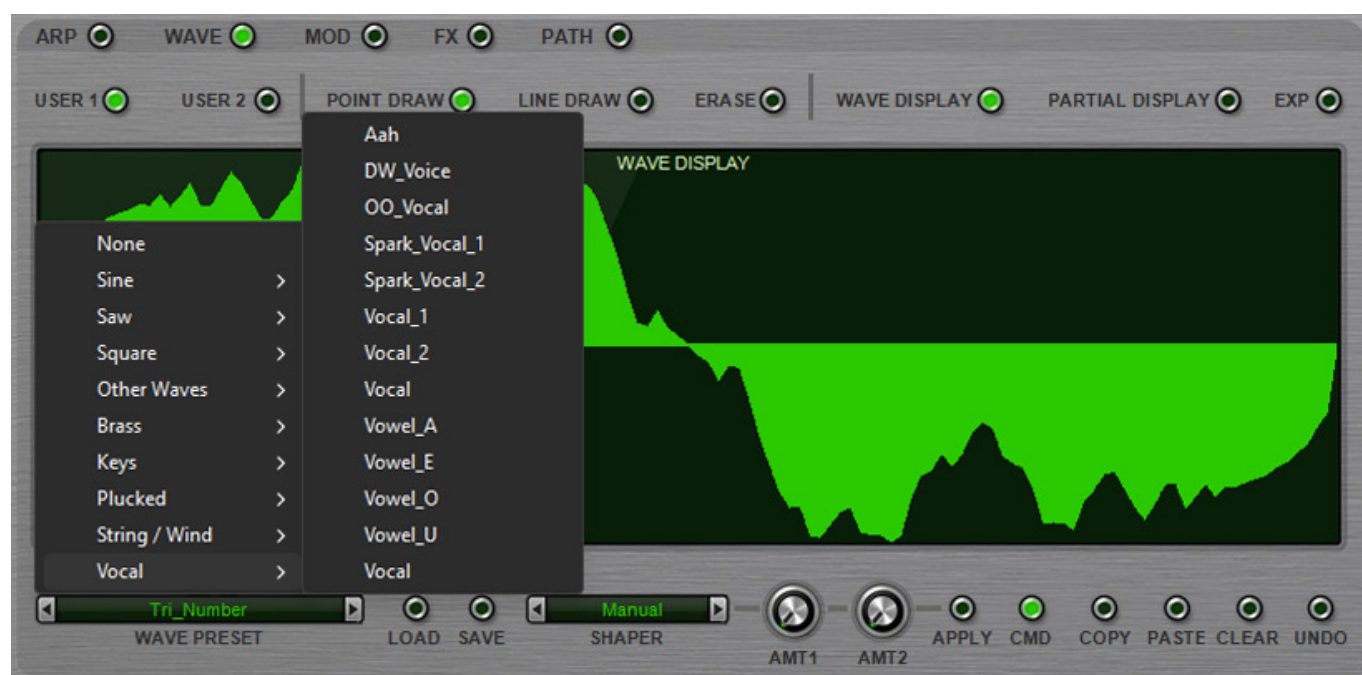 ARP WAVE MOD FX PATH
USER 1 USER 2 POINT DRAW LINE DRAW ERASE WAVE DISPLAY PARTIAL DISPLAY EXP
WAVE DISPLAY
None
Sine
Saw
Square
Other Waves
Brass
Keys
Plucked
String / Wind
Vocal
Aah
DW_Voice
OO_Vocal
Spark_Vocal_1
Spark_Vocal_2
Vocal_1
Vocal_2
Vocal
Vowel_A
Vowel_E
Vowel_O
Vowel_U
Vocal
Tri_Number Manual
WAVE PRESET LOAD SAVE SHAPER AMT1 AMT2 APPLY CMD COPY PASTE CLEAR UNDO